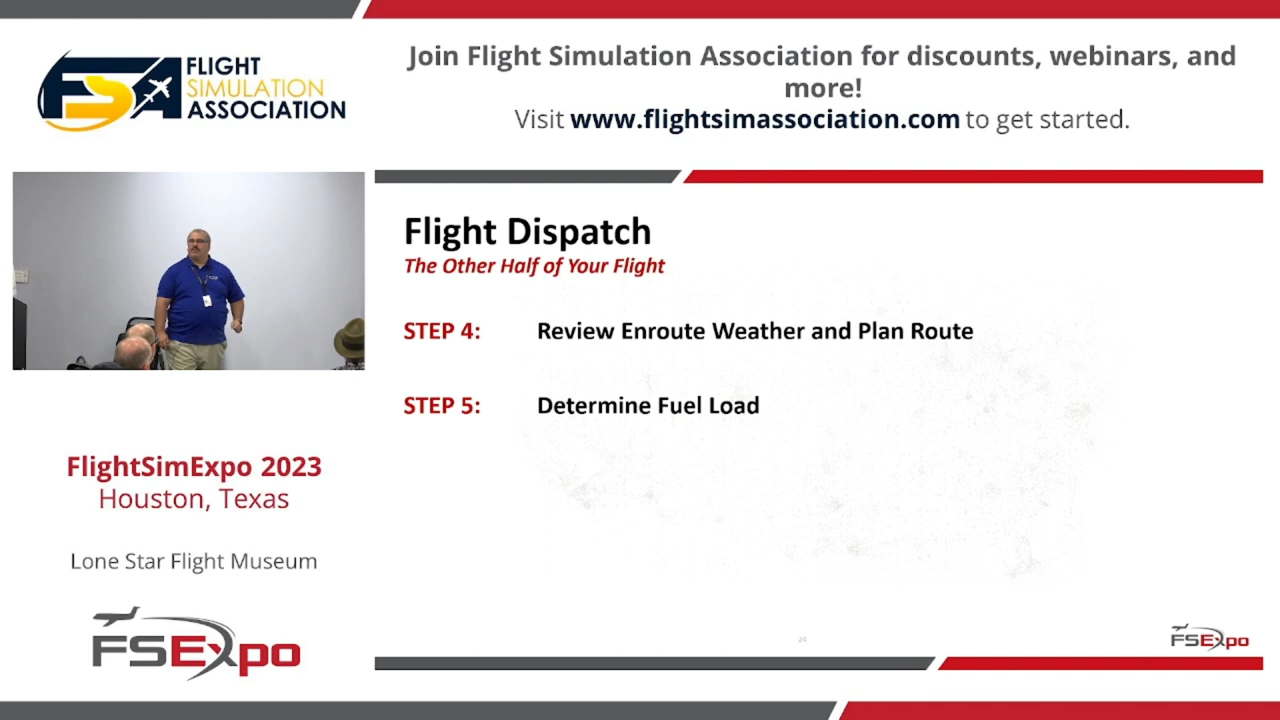 FLIGHT
SIMULATION
ASSOCIATION
Join Flight Simulation Association for discounts, webinars, and
more!
Visit www.flightsimassociation.com to get started.
Flight Dispatch
The Other Half of Your Flight
STEP 4: Review Enroute Weather and Plan Route
STEP 5: Determine Fuel Load
FlightSimExpo 2023
Houston, Texas
Lone Star Flight Museum
FSExpo
24
FSExpo